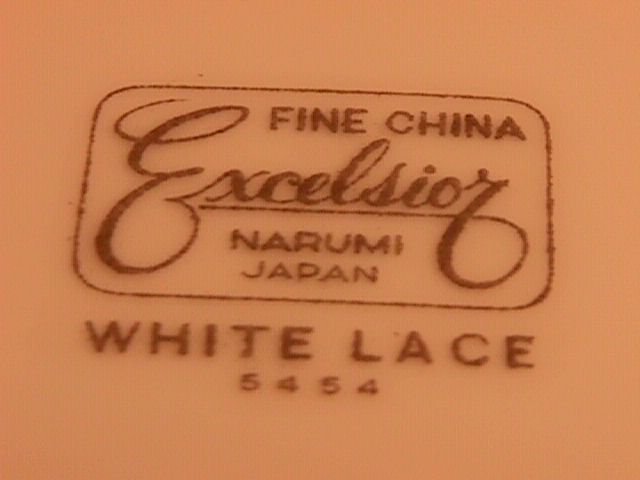 FINE CHINA
Excelsior
NARUMI
JAPAN
WHITE LACE
5454